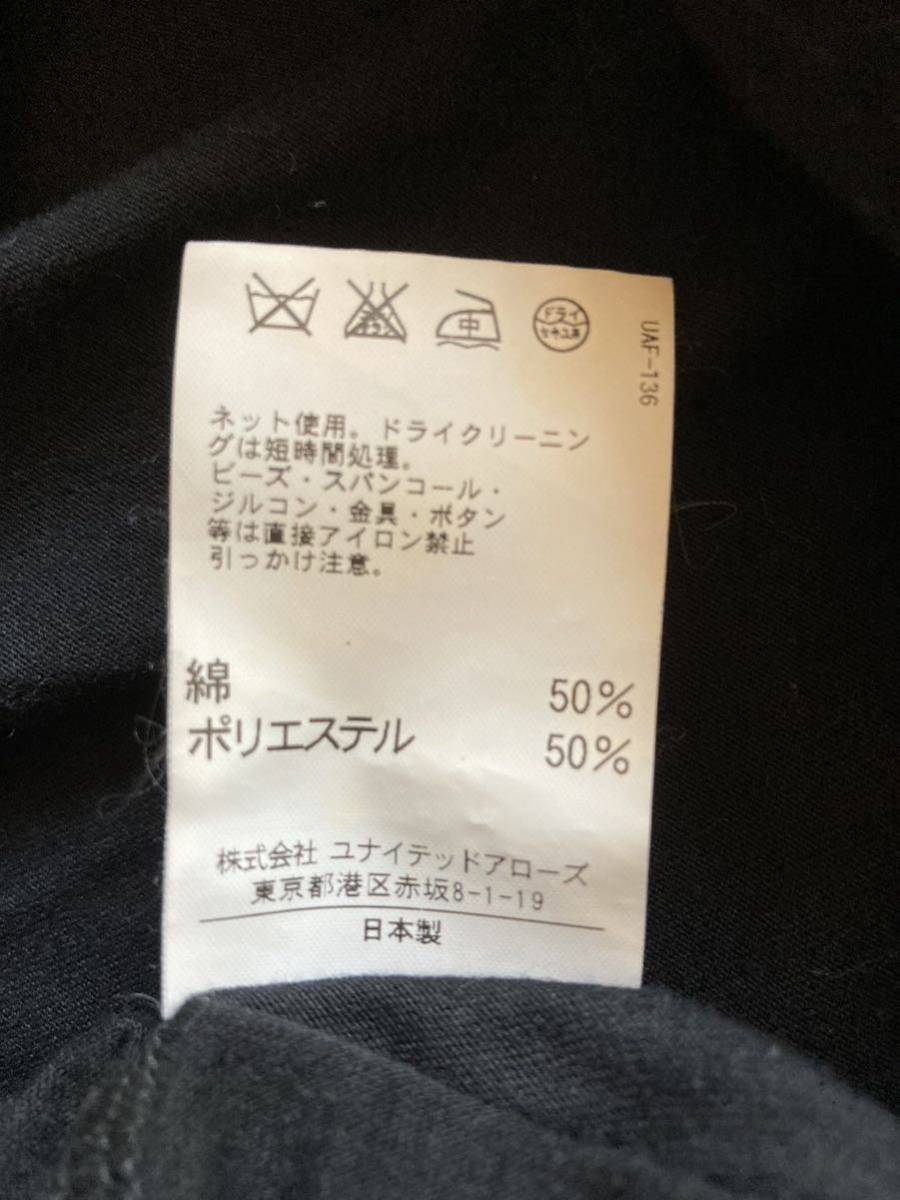 中
ドライ
セキユ系
UAF-136
ネット使用。ドライクリーニン
グは短時間処理。
ビーズ・スパンコール・
ジルコン・金具・ボタン
等は直接アイロン禁止
引っかけ注意。
綿 50%
ポリエステル 50%
株式会社 ユナイテッドアローズ
東京都港区赤坂8-1-19
日本製